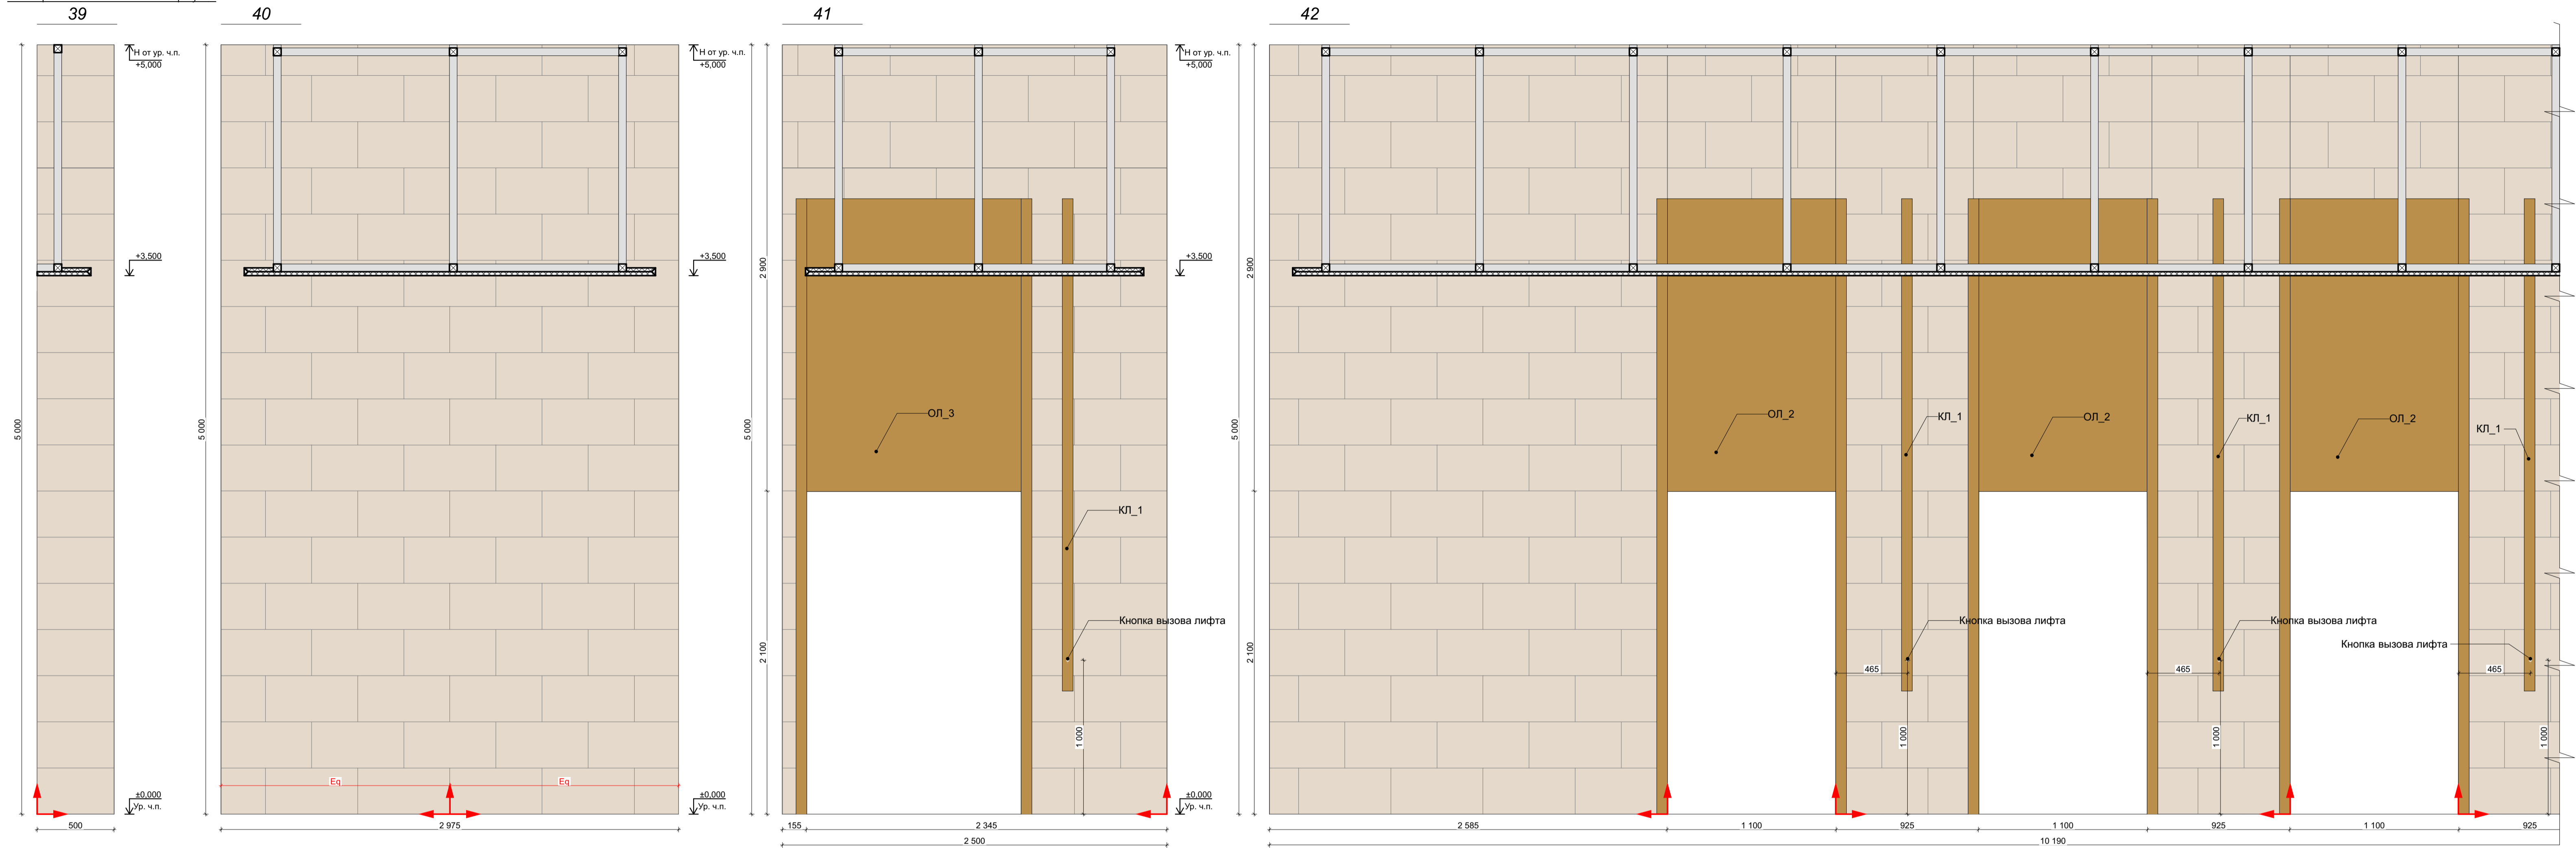 39
5 000
Н от ур. ч.п.
+5,000
+3,500
±0,000
Ур. ч.п.
500
40
5 000
Н от ур. ч.п.
+5,000
+3,500
±0,000
Ур. ч.п.
Eq
Eq
2 975
41
5 000
2 900
2 100
Н от ур. ч.п.
+5,000
+3,500
±0,000
Ур. ч.п.
ОЛ_3
КЛ_1
Кнопка вызова лифта
1 000
155
2 345
2 500
42
5 000
2 900
2 100
ОЛ_2
КЛ_1
ОЛ_2
КЛ_1
ОЛ_2
КЛ_1
Кнопка вызова лифта
Кнопка вызова лифта
Кнопка вызова лифта
465
465
465
1 000
1 000
1 000
2 585
1 100
925
1 100
925
1 100
925
10 190